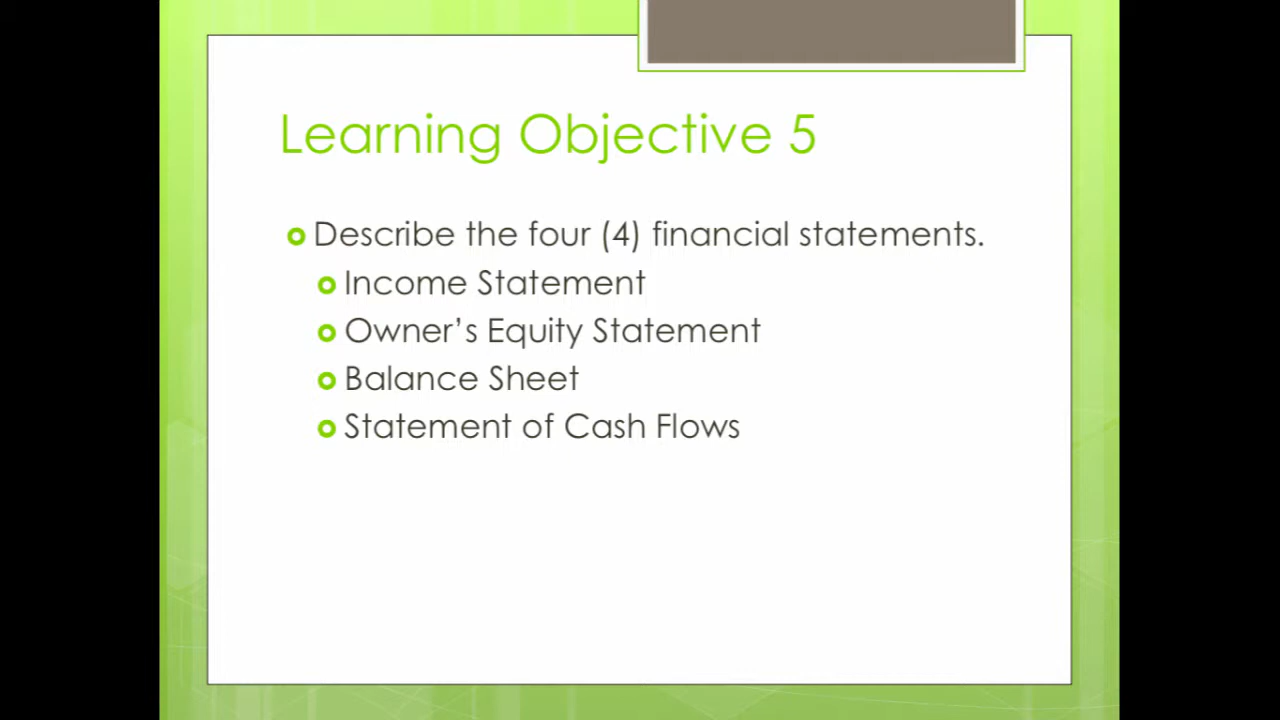 Learning Objective 5
Describe the four (4) financial statements.
Income Statement
Owner’s Equity Statement
Balance Sheet
Statement of Cash Flows